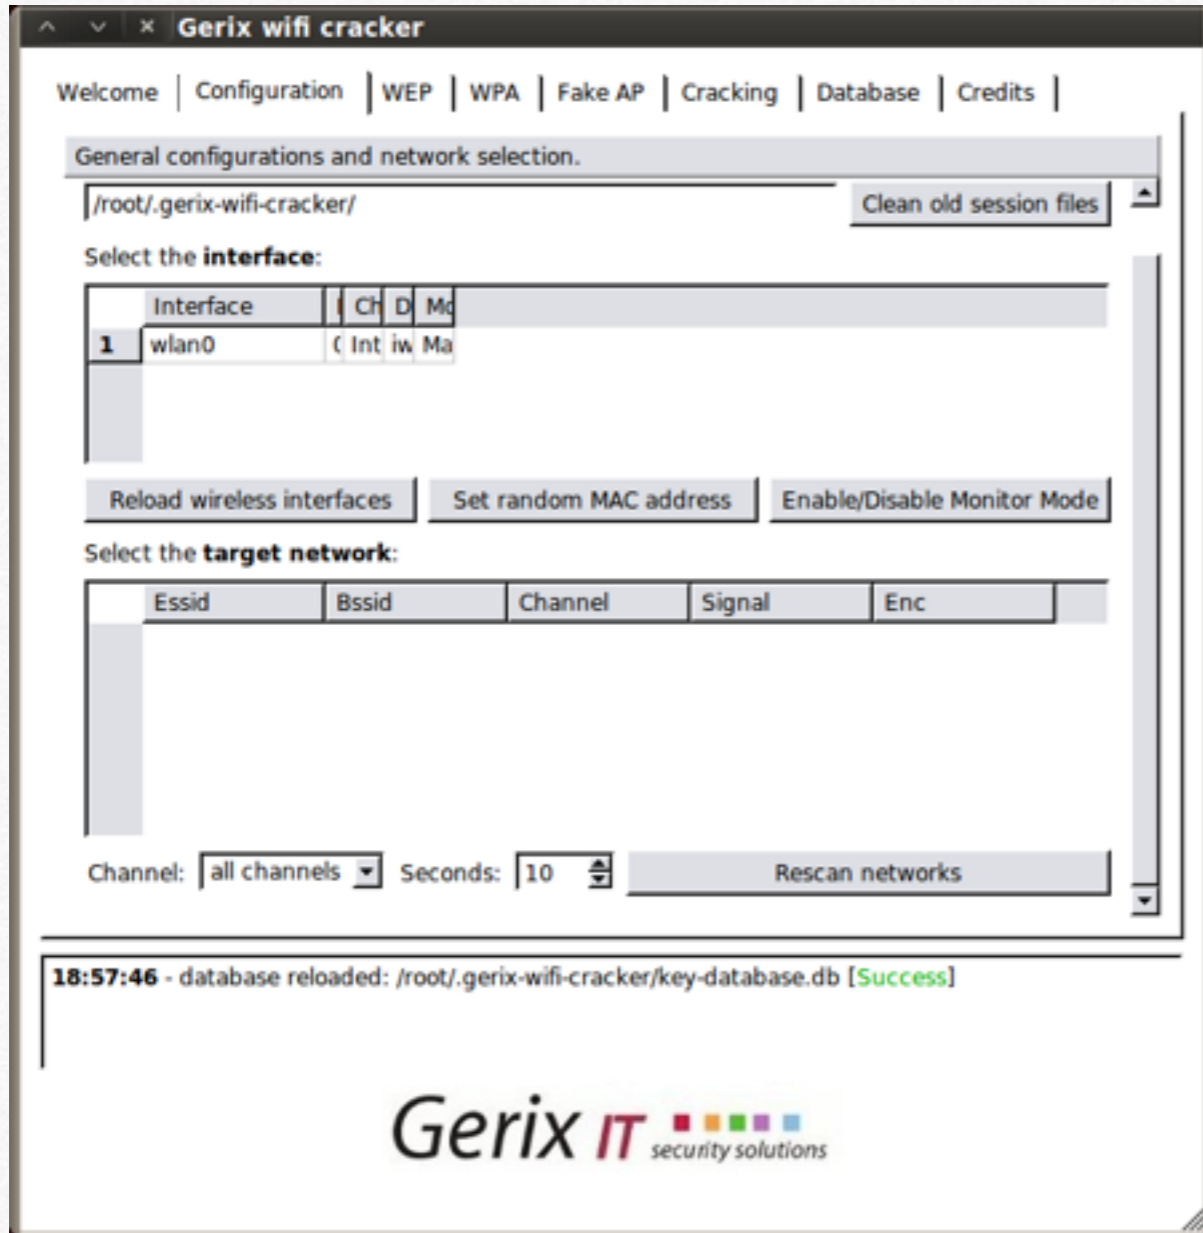 Gerix wifi cracker
Welcome Configuration WEP WPA Fake AP Cracking Database Credits
General configurations and network selection.
/root/.gerix-wifi-cracker/ Clean old session files
Select the interface:
Interface Ch D Mo
1 wlan0 Int iw Ma
Reload wireless interfaces Set random MAC address Enable/Disable Monitor Mode
Select the target network:
Essid Bssid Channel Signal Enc
Channel: all channels Seconds: 10 Rescan networks
18:57:46 - database reloaded: /root/.gerix-wifi-cracker/key-database.db [Success]
Gerix IT security solutions